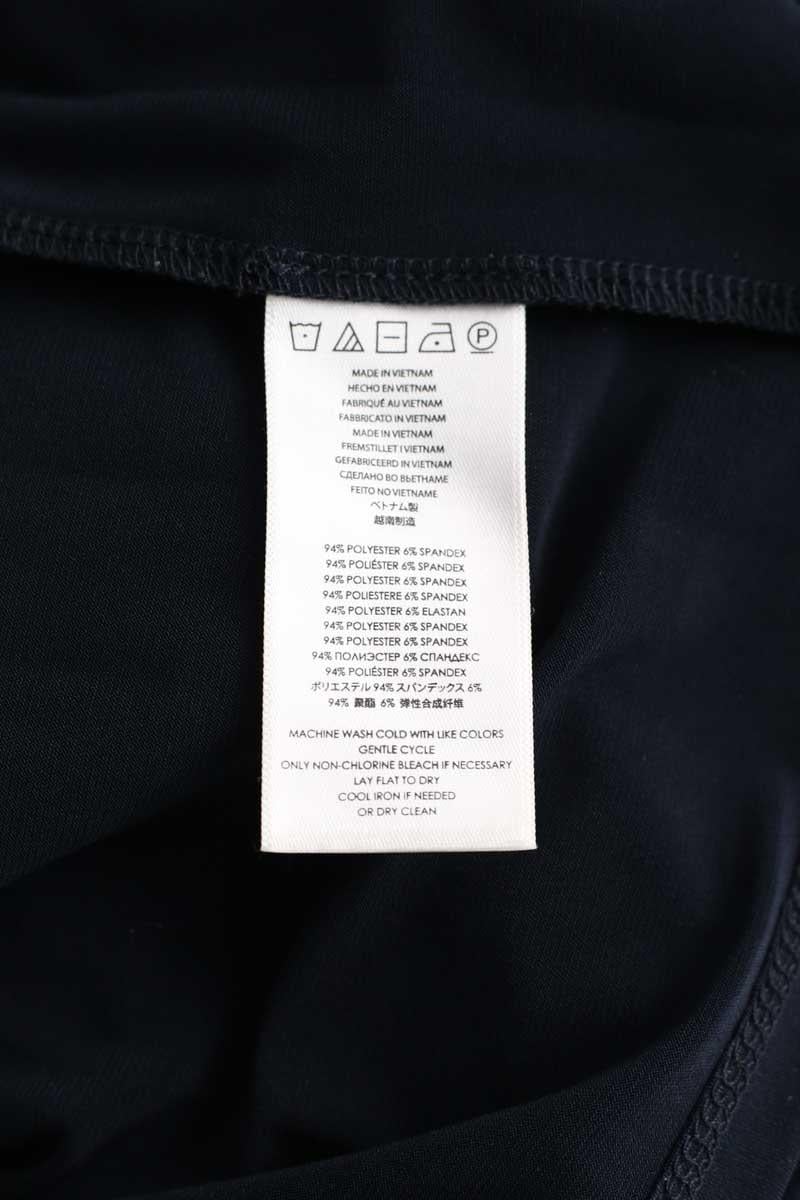 P
MADE IN VIETNAM
HECHO EN VIETNAM
FABRIQUÉ AU VIETNAM
FABBRICATO IN VIETNAM
MADE IN VIETNAM
FREMSTILLET I VIETNAM
GEFABRICEERD IN VIETNAM
СДЕЛАНО ВО ВЬЕТНАМЕ
FEITO NO VIETNAME
ベトナム製
越南制造
94% POLYESTER 6% SPANDEX
94% POLIÉSTER 6% SPANDEX
94% POLYESTER 6% SPANDEX
94% POLIESTERE 6% SPANDEX
94% POLYESTER 6% ELASTAN
94% POLYESTER 6% SPANDEX
94% POLYESTER 6% SPANDEX
94% ПОЛИЭСТЕР 6% СПАНДЕКС
94% POLIÉSTER 6% SPANDEX
ポリエステル 94% スパンデックス 6%
94% 聚酯 6% 弹性合成纤维
MACHINE WASH COLD WITH LIKE COLORS
GENTLE CYCLE
ONLY NON-CHLORINE BLEACH IF NECESSARY
LAY FLAT TO DRY
COOL IRON IF NEEDED
OR DRY CLEAN